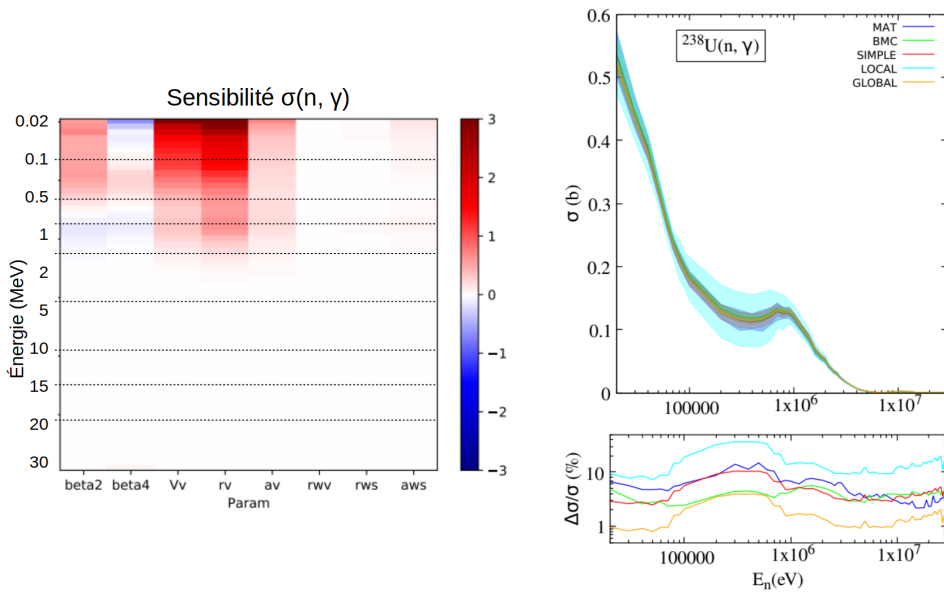 Sensibilité σ(n, γ)
Énergie (MeV)
0.02
0.1
0.5
1
2
5
10
15
20
30
beta2 beta4 Vv rv av rwv rws aws
Param
3
2
1
0
−1
−2
−3
0.6
0.5
0.4
0.3
0.2
0.1
0
σ (b)
²³⁸U(n, γ)
MAT
BMC
SIMPLE
LOCAL
GLOBAL
100000 1x10⁶ 1x10⁷
Δσ/σ (%)
10
1
100000 1x10⁶ 1x10⁷
Eₙ(eV)